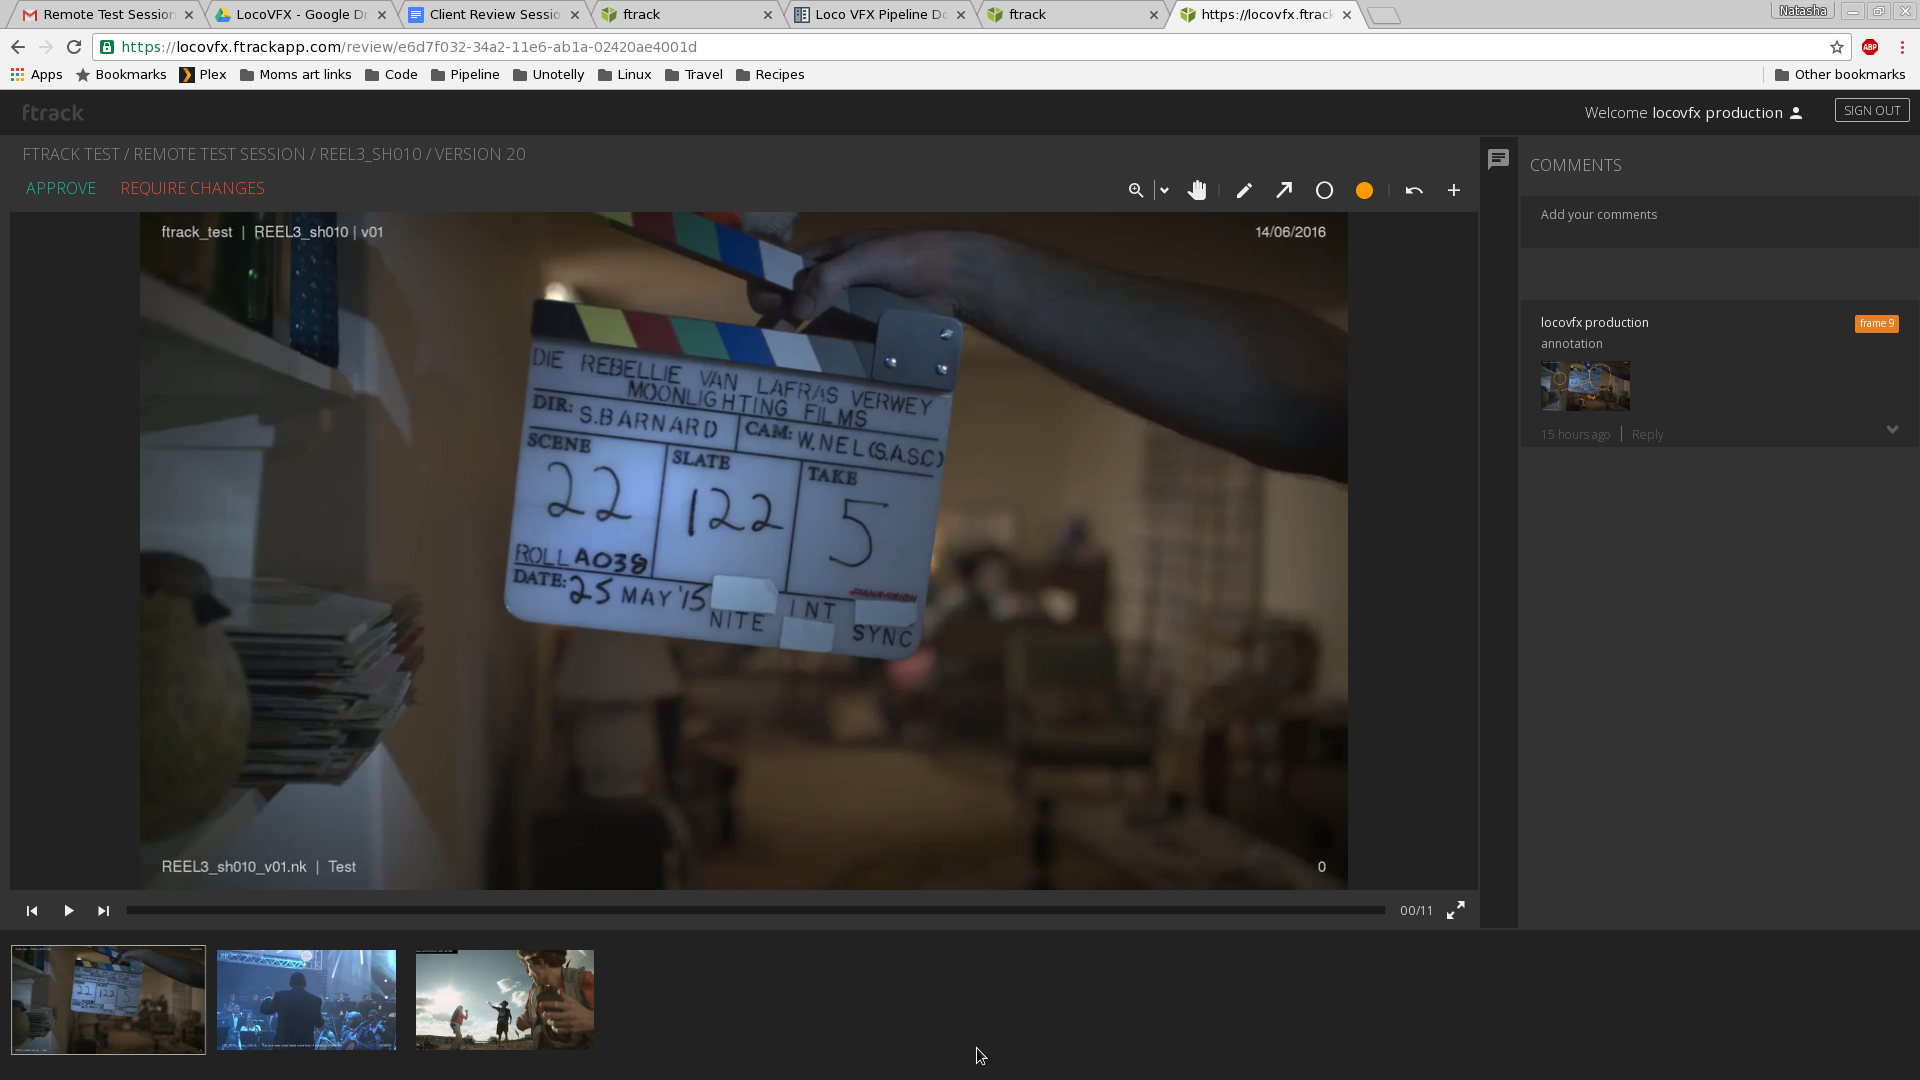 Remote Test Session
LocoVFX - Google Dr
Client Review Sessio
ftrack
Loco VFX Pipeline Do
ftrack
https://locovfx.ftrack
Natasha
https://locovfx.ftrackapp.com/review/e6d7f032-34a2-11e6-ab1a-02420ae4001d
ABP
Apps Bookmarks Plex Moms art links Code Pipeline Unotelly Linux Travel Recipes Other bookmarks
ftrack
Welcome locovfx production
SIGN OUT
FTRACK TEST / REMOTE TEST SESSION / REEL3_SH010 / VERSION 20
APPROVE REQUIRE CHANGES
ftrack_test | REEL3_sh010 | v01
14/06/2016
DIE REBELLIE VAN LAFRAS VERWEY
MOONLIGHTING FILMS
DIR: S.BARNARD
CAM: W.NEL (S.A.S.C)
SCENE
22
SLATE
122
TAKE
5
ROLL A038
DATE: 25 MAY '15
PANAVISION
NITE
INT
SYNC
REEL3_sh010_v01.nk | Test
0
00/11
COMMENTS
Add your comments
locovfx production
frame 9
annotation
15 hours ago | Reply
22 122 5